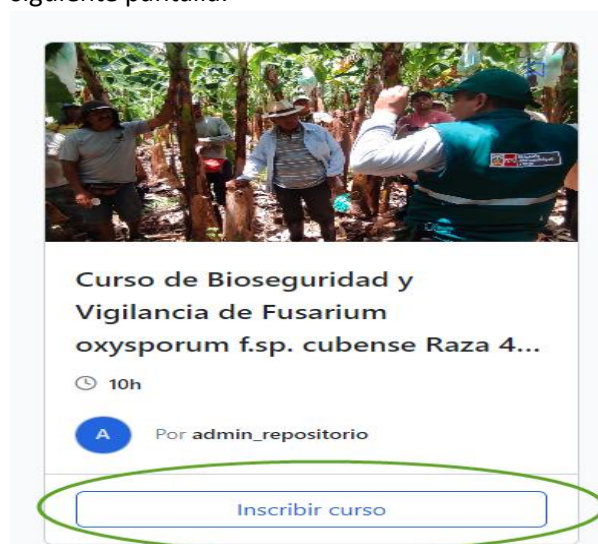 siguiente pantalla:
Curso de Bioseguridad y
Vigilancia de Fusarium
oxysporum f.sp. cubense Raza 4...
10h
A
Por admin_repositorio
Inscribir curso